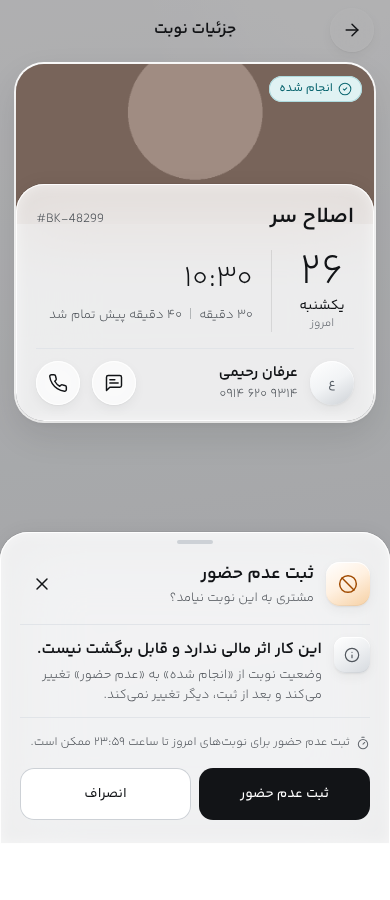 جزئیات نوبت
انجام شده
اصلاح سر
#BK-48299
۲۶
یکشنبه
امروز
۱۰:۳۰
۳۰ دقیقه | ۴۰ دقیقه پیش تمام شد
ع
عرفان رحیمی
۰۹۱۴ ۶۲۰ ۹۳۱۴
ثبت عدم حضور
مشتری به این نوبت نیامد؟
این کار اثر مالی ندارد و قابل برگشت نیست.
وضعیت نوبت از «انجام شده» به «عدم حضور» تغییر
می‌کند و بعد از ثبت، دیگر تغییر نمی‌کند.
ثبت عدم حضور برای نوبت‌های امروز تا ساعت ۲۳:۵۹ ممکن است.
ثبت عدم حضور
انصراف